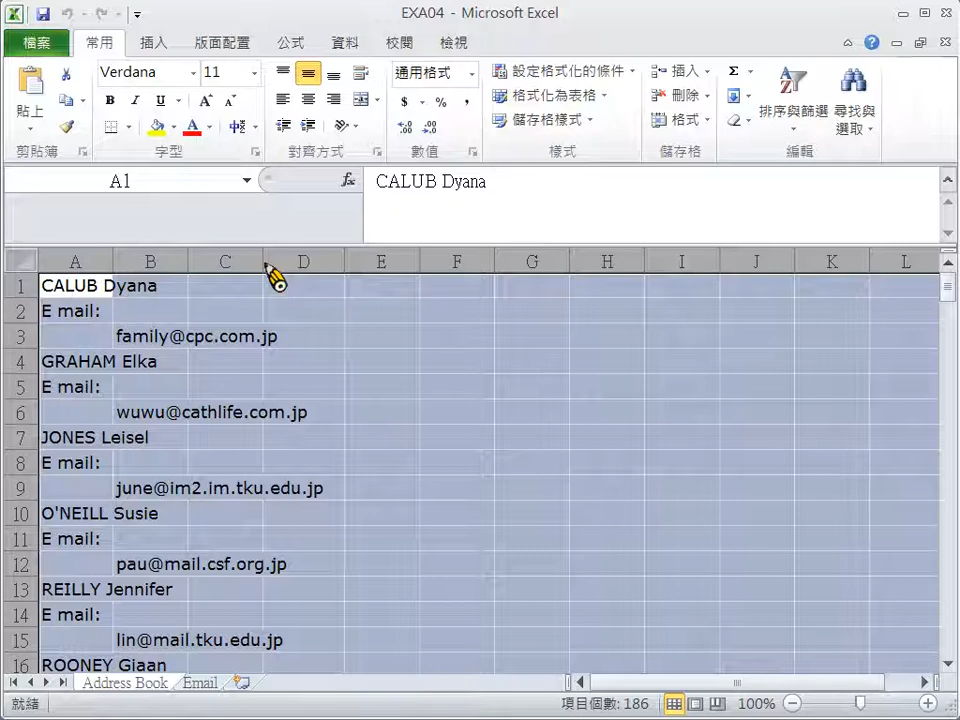 EXA04 - Microsoft Excel
檔案 常用 插入 版面配置 公式 資料 校閱 檢視
Verdana 11 通用格式 設定格式化的條件 插入 Σ
貼上 B I U A A $ % , 格式化為表格 刪除 排序與篩選 尋找與選取
A 中 .00 .0 儲存格樣式 格式
剪貼簿 字型 對齊方式 數值 樣式 儲存格 編輯
A1 fx CALUB Dyana
A B C D E F G H I J K L
1 CALUB Dyana
2 E mail:
3 family@cpc.com.jp
4 GRAHAM Elka
5 E mail:
6 wuwu@cathlife.com.jp
7 JONES Leisel
8 E mail:
9 june@im2.im.tku.edu.jp
10 O'NEILL Susie
11 E mail:
12 pau@mail.csf.org.jp
13 REILLY Jennifer
14 E mail:
15 lin@mail.tku.edu.jp
16 ROONEY Giaan
Address Book Email
就緒 項目個數: 186 100%